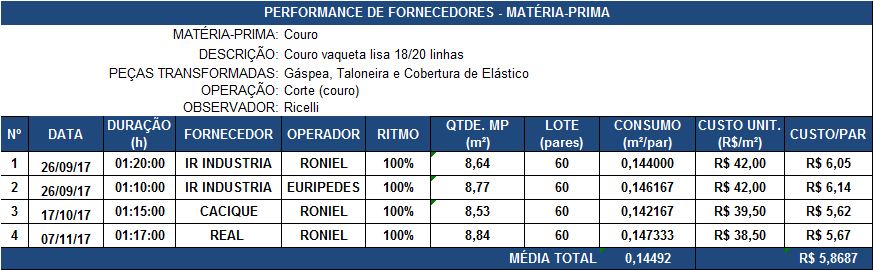 PERFORMANCE DE FORNECEDORES - MATÉRIA-PRIMA
MATÉRIA-PRIMA: Couro
DESCRIÇÃO: Couro vaqueta lisa 18/20 linhas
PEÇAS TRANSFORMADAS: Gáspea, Taloneira e Cobertura de Elástico
OPERAÇÃO: Corte (couro)
OBSERVADOR: Ricelli
Nº DATA DURAÇÃO (h) FORNECEDOR OPERADOR RITMO QTDE. MP (m²) LOTE (pares) CONSUMO (m²/par) CUSTO UNIT. (R$/m²) CUSTO/PAR
1 26/09/17 01:20:00 IR INDUSTRIA RONIEL 100% 8,64 60 0,144000 R$ 42,00 R$ 6,05
2 26/09/17 01:10:00 IR INDUSTRIA EURIPEDES 100% 8,77 60 0,146167 R$ 42,00 R$ 6,14
3 17/10/17 01:15:00 CACIQUE RONIEL 100% 8,53 60 0,142167 R$ 39,50 R$ 5,62
4 07/11/17 01:17:00 REAL RONIEL 100% 8,84 60 0,147333 R$ 38,50 R$ 5,67
MÉDIA TOTAL 0,14492 R$ 5,8687